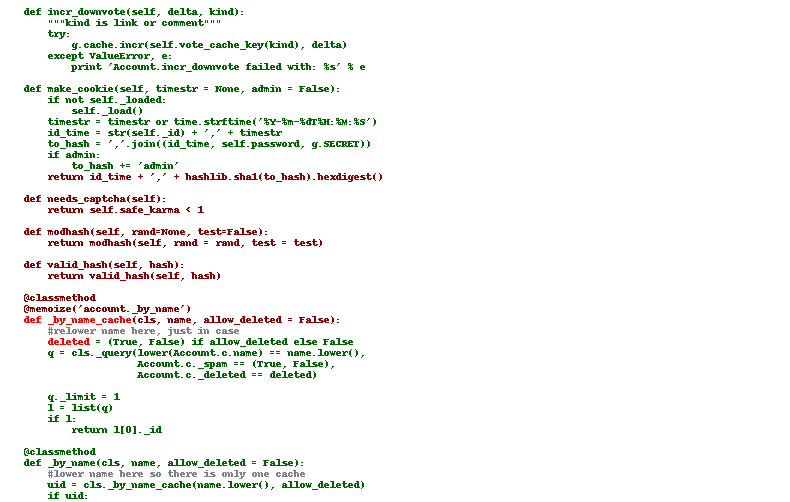 def incr_downvote(self, delta, kind):
"""kind is link or comment"""
try:
g.cache.incr(self.vote_cache_key(kind), delta)
except ValueError, e:
print 'Account.incr_downvote failed with: %s' % e
def make_cookie(self, timestr = None, admin = False):
if not self._loaded:
self._load()
timestr = timestr or time.strftime('%Y-%m-%dT%H:%M:%S')
id_time = str(self._id) + ',' + timestr
to_hash = ','.join((id_time, self.password, g.SECRET))
if admin:
to_hash += 'admin'
return id_time + ',' + hashlib.sha1(to_hash).hexdigest()
def needs_captcha(self):
return self.safe_karma < 1
def modhash(self, rand=None, test=False):
return modhash(self, rand = rand, test = test)
def valid_hash(self, hash):
return valid_hash(self, hash)
@classmethod
@memoize('account._by_name')
def _by_name_cache(cls, name, allow_deleted = False):
#relower name here, just in case
deleted = (True, False) if allow_deleted else False
q = cls._query(lower(Account.c.name) == name.lower(),
Account.c._spam == (True, False),
Account.c._deleted == deleted)
q._limit = 1
l = list(q)
if l:
return l[0]._id
@classmethod
def _by_name(cls, name, allow_deleted = False):
#lower name here so there is only one cache
uid = cls._by_name_cache(name.lower(), allow_deleted)
if uid: